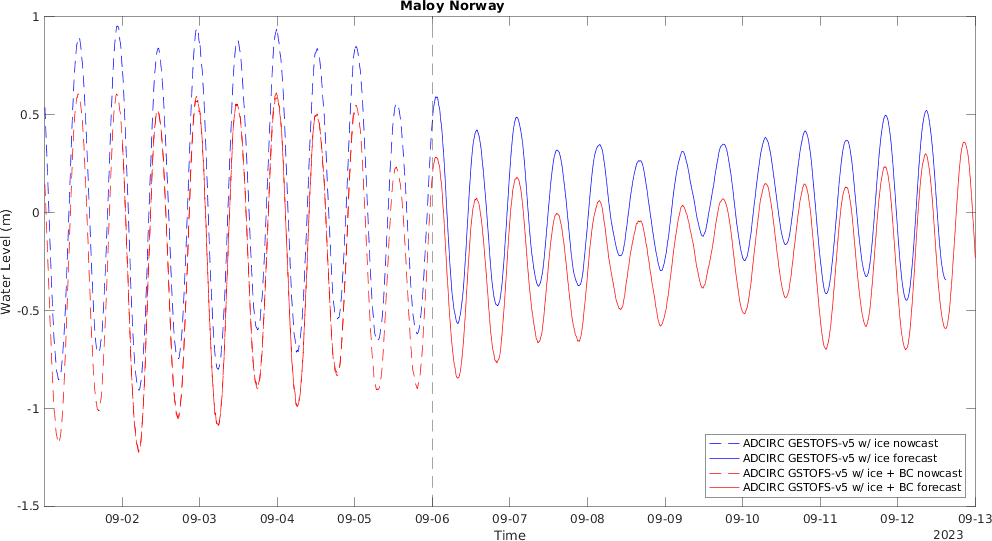 Maloy Norway
1
0.5
0
-0.5
-1
-1.5
Water Level (m)
ADCIRC GESTOFS-v5 w/ ice nowcast
ADCIRC GESTOFS-v5 w/ ice forecast
ADCIRC GSTOFS-v5 w/ ice + BC nowcast
ADCIRC GSTOFS-v5 w/ ice + BC forecast
09-02 09-03 09-04 09-05 09-06 09-07 09-08 09-09 09-10 09-11 09-12 09-13
Time
2023